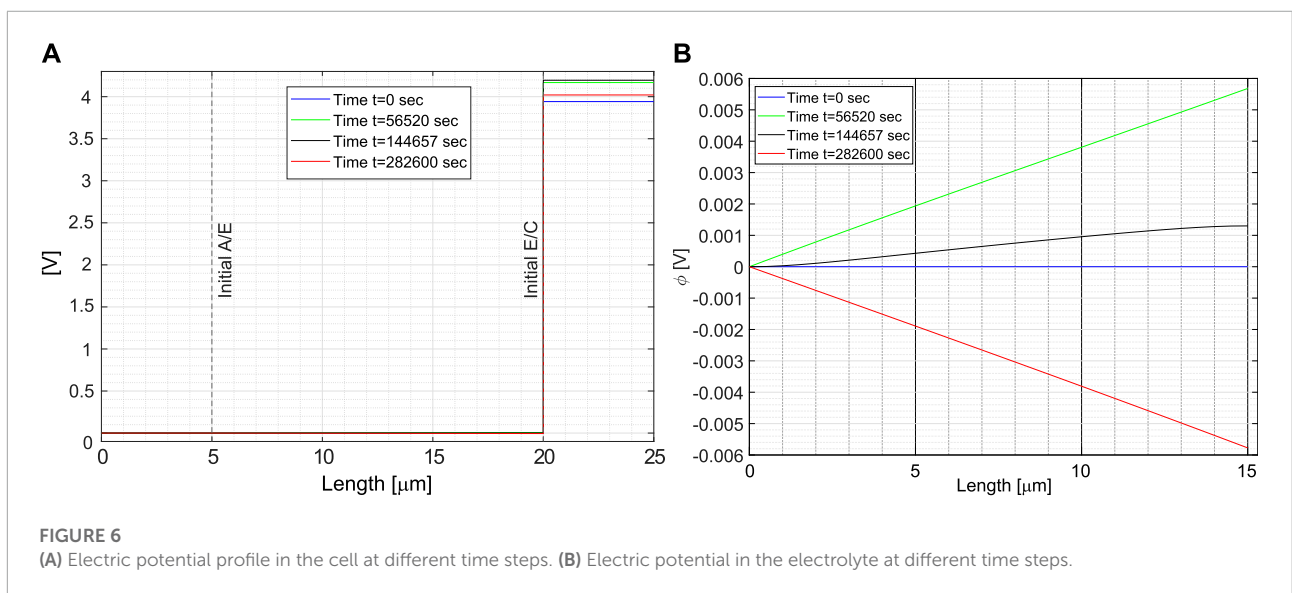 A
[V]
4
3.5
3
2.5
2
1.5
1
0.5
0
Time t=0 sec
Time t=56520 sec
Time t=144657 sec
Time t=282600 sec
Initial A/E
Initial E/C
0 5 10 15 20 25
Length [μm]
B
ϕ [V]
0.006
0.005
0.004
0.003
0.002
0.001
0
-0.001
-0.002
-0.003
-0.004
-0.005
-0.006
Time t=0 sec
Time t=56520 sec
Time t=144657 sec
Time t=282600 sec
0 5 10 15
Length [μm]
FIGURE 6
(A) Electric potential profile in the cell at different time steps. (B) Electric potential in the electrolyte at different time steps.